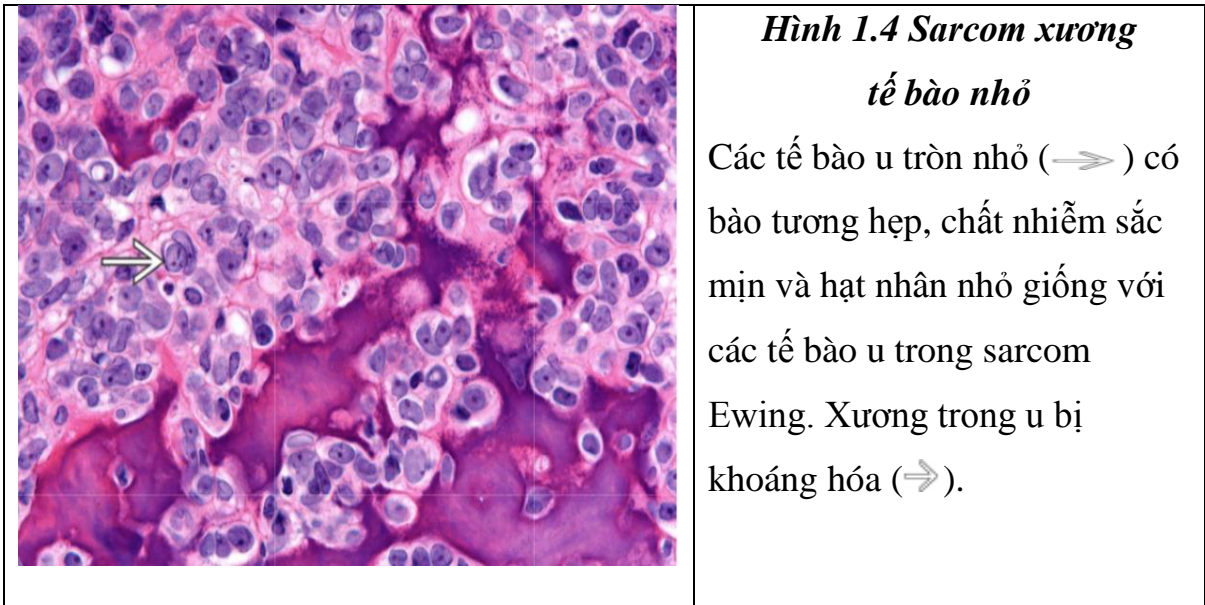 Hình 1.4 Sarcom xương
tế bào nhỏ
Các tế bào u tròn nhỏ (⟶) có
bào tương hẹp, chất nhiễm sắc
mịn và hạt nhân nhỏ giống với
các tế bào u trong sarcom
Ewing. Xương trong u bị
khoáng hóa (⇒).